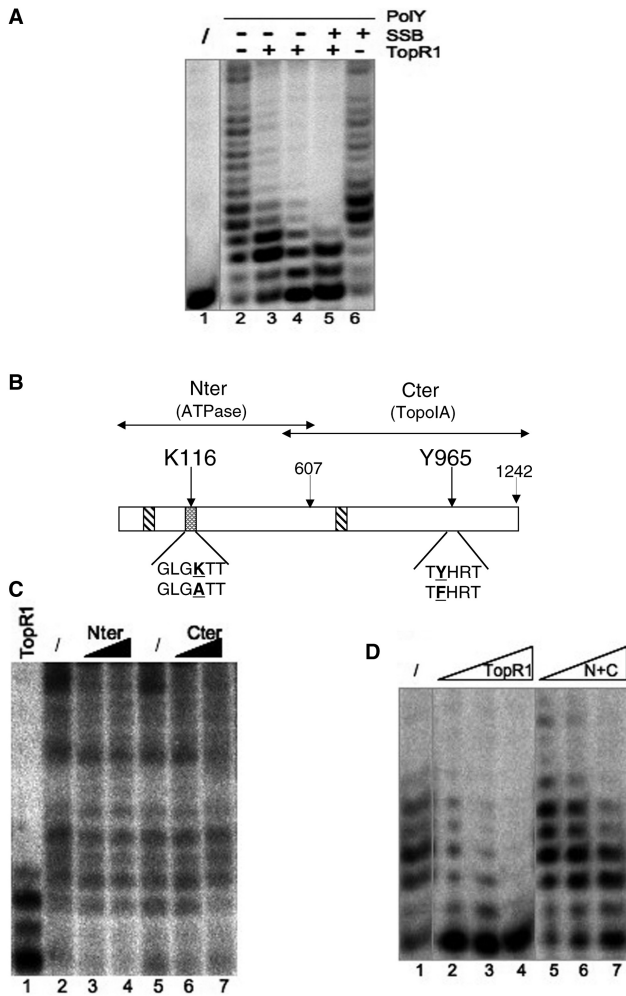 A
PolY
/ - - - + + SSB
- + + + - TopR1
1 2 3 4 5 6
B
Nter
(ATPase)
Cter
(TopoIA)
K116
607
Y965
1242
GLGKTT
GLGATT
TYHRT
TFHRT
C
TopR1 / Nter / Cter
1 2 3 4 5 6 7
D
/ TopR1 N+C
1 2 3 4 5 6 7